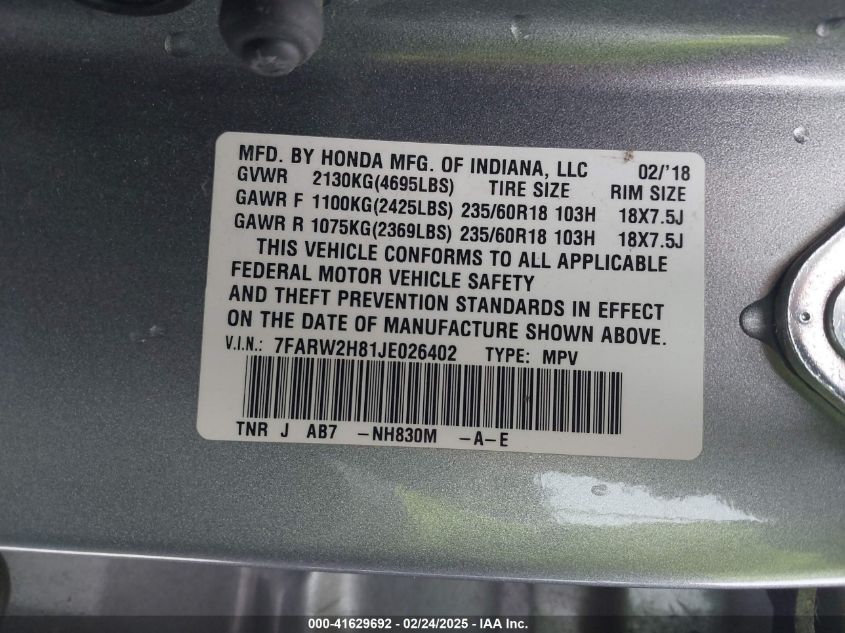 MFD. BY HONDA MFG. OF INDIANA, LLC 02/'18
GVWR 2130KG(4695LBS) TIRE SIZE RIM SIZE
GAWR F 1100KG(2425LBS) 235/60R18 103H 18X7.5J
GAWR R 1075KG(2369LBS) 235/60R18 103H 18X7.5J
THIS VEHICLE CONFORMS TO ALL APPLICABLE
FEDERAL MOTOR VEHICLE SAFETY
AND THEFT PREVENTION STANDARDS IN EFFECT
ON THE DATE OF MANUFACTURE SHOWN ABOVE.
V.I.N.: 7FARW2H81JE026402 TYPE: MPV
TNR J AB7 -NH830M -A-E
000-41629692 - 02/24/2025 - IAA Inc.